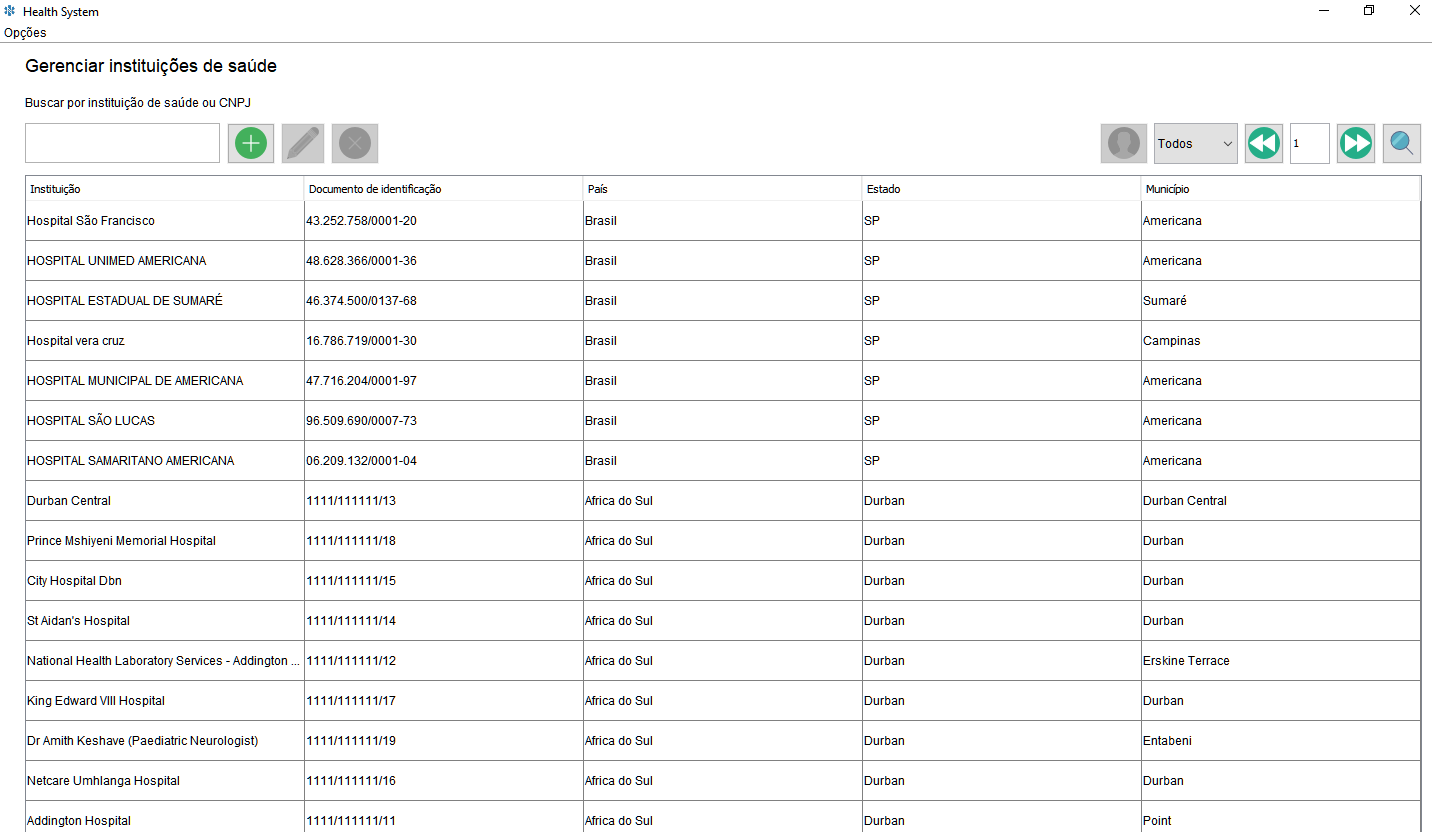 Health System
Opções
Gerenciar instituições de saúde
Buscar por instituição de saúde ou CNPJ
Todos 1
Instituição Documento de identificação País Estado Município
Hospital São Francisco 43.252.758/0001-20 Brasil SP Americana
HOSPITAL UNIMED AMERICANA 48.628.366/0001-36 Brasil SP Americana
HOSPITAL ESTADUAL DE SUMARÉ 46.374.500/0137-68 Brasil SP Sumaré
Hospital vera cruz 16.786.719/0001-30 Brasil SP Campinas
HOSPITAL MUNICIPAL DE AMERICANA 47.716.204/0001-97 Brasil SP Americana
HOSPITAL SÃO LUCAS 96.509.690/0007-73 Brasil SP Americana
HOSPITAL SAMARITANO AMERICANA 06.209.132/0001-04 Brasil SP Americana
Durban Central 1111/111111/13 Africa do Sul Durban Durban Central
Prince Mshiyeni Memorial Hospital 1111/111111/18 Africa do Sul Durban Durban
City Hospital Dbn 1111/111111/15 Africa do Sul Durban Durban
St Aidan's Hospital 1111/111111/14 Africa do Sul Durban Durban
National Health Laboratory Services - Addington ... 1111/111111/12 Africa do Sul Durban Erskine Terrace
King Edward VIII Hospital 1111/111111/17 Africa do Sul Durban Durban
Dr Amith Keshave (Paediatric Neurologist) 1111/111111/19 Africa do Sul Durban Entabeni
Netcare Umhlanga Hospital 1111/111111/16 Africa do Sul Durban Durban
Addington Hospital 1111/111111/11 Africa do Sul Durban Point